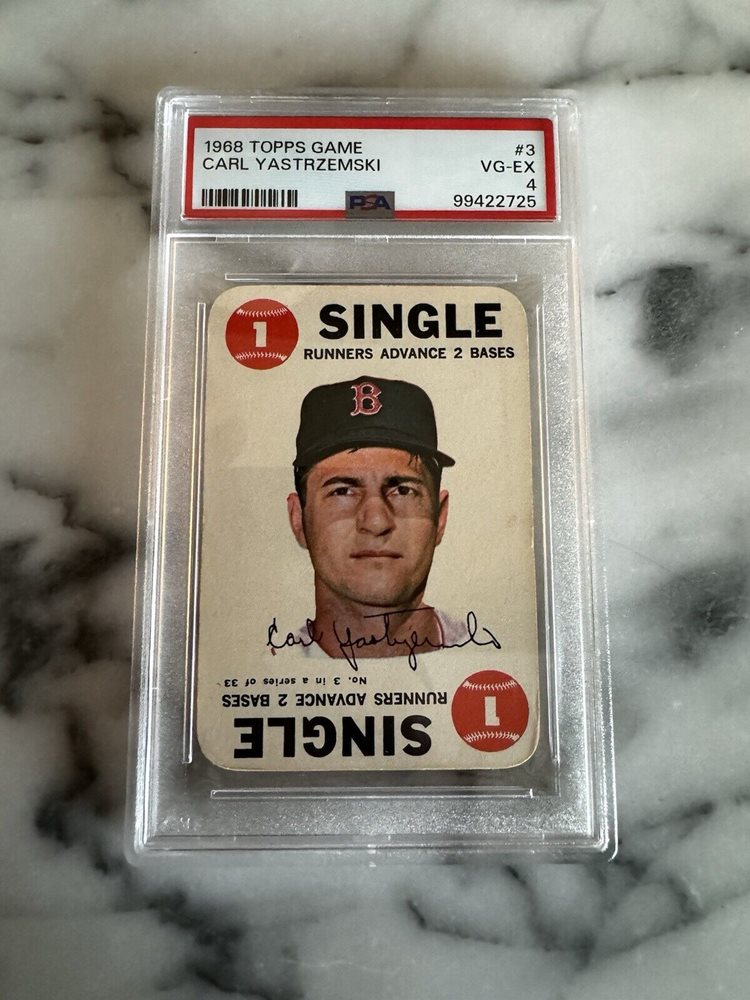 1968 TOPPS GAME #3
CARL YASTRZEMSKI VG-EX
4
PSA 99422725
1 SINGLE
RUNNERS ADVANCE 2 BASES
B
Carl Yastrzemski
No. 3 in a series of 33
RUNNERS ADVANCE 2 BASES
SINGLE 1